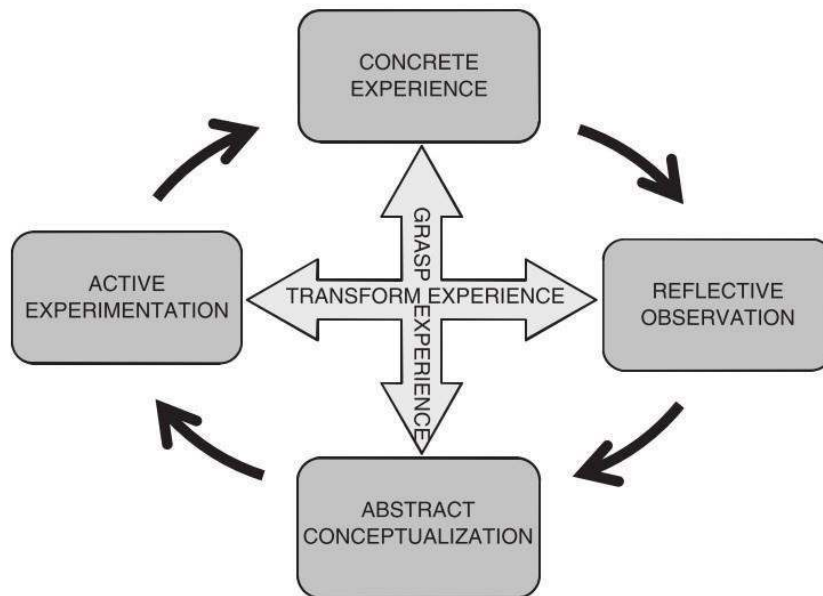 CONCRETE
EXPERIENCE
GRASP EXPERIENCE
ACTIVE
EXPERIMENTATION
TRANSFORM EXPERIENCE
REFLECTIVE
OBSERVATION
ABSTRACT
CONCEPTUALIZATION